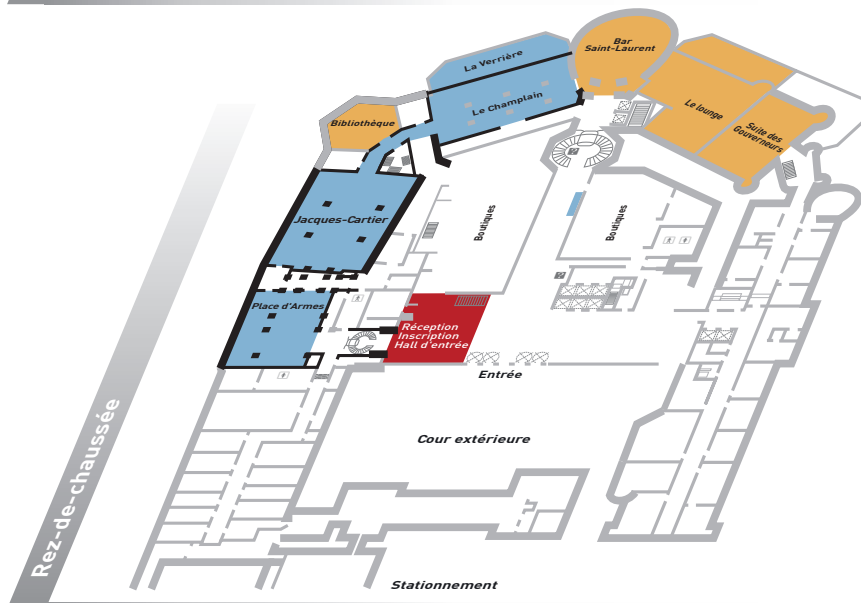 Bar
Saint-Laurent
La Verrière
Le Champlain
Le lounge
Suite des
Gouverneurs
Bibliothèque
Jacques-Cartier
Boutiques
Boutiques
Place d'Armes
Réception
Inscription
Hall d'entrée
Entrée
Cour extérieure
Rez-de-chaussée
Stationnement